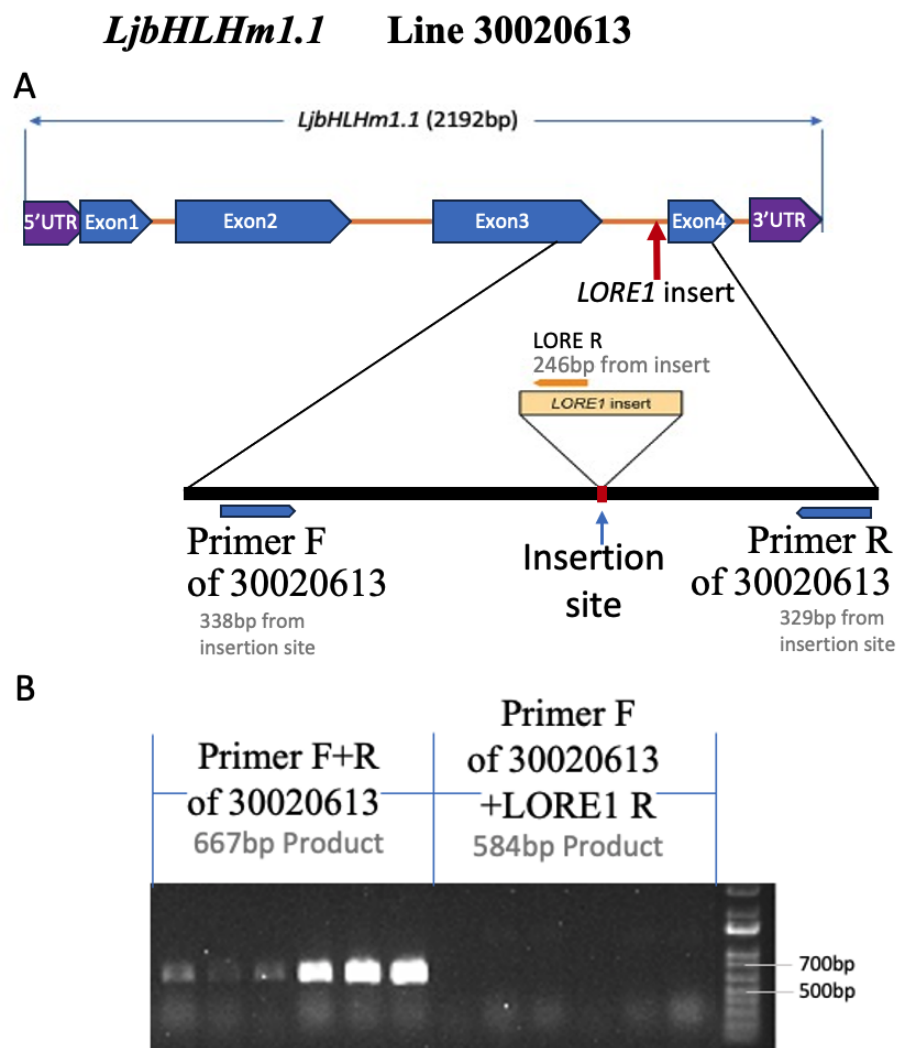 LjbHLHm1.1 Line 30020613
A
LjbHLHm1.1 (2192bp)
5'UTR Exon1 Exon2 Exon3 Exon4 3'UTR
LORE1 insert
LORE R
246bp from insert
LORE1 insert
Primer F
of 30020613
338bp from
insertion site
Insertion
site
Primer R
of 30020613
329bp from
insertion site
B
Primer F+R
of 30020613
667bp Product
Primer F
of 30020613
+LORE1 R
584bp Product
700bp
500bp